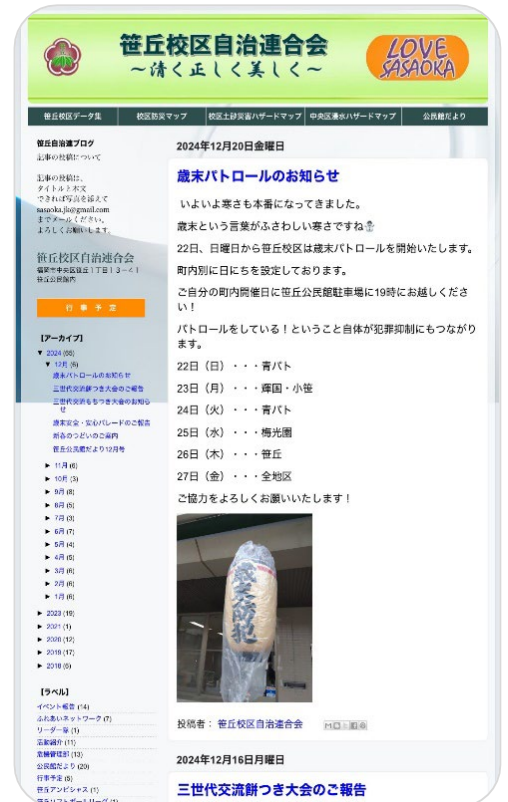 笹丘校区自治連合会
～清く正しく美しく～
LOVE
SASAOKA
笹丘校区データ集
校区防災マップ
校区土砂災害ハザードマップ
中央区浸水ハザードマップ
公民館だより
笹丘自治連ブログ
記事の投稿について
記事の投稿は、
タイトルと本文
できれば写真を添えて
sasaoka.jk@gmail.com
までメールください。
よろしくお願いします。
笹丘校区自治連合会
福岡市中央区笹丘１丁目１３－４１
笹丘公民館内
行事予定
【アーカイブ】
▼ 2024 (68)
▼ 12月 (6)
歳末パトロールのお知らせ
三世代交流餅つき大会のご報告
三世代交流もちつき大会のお知ら
せ
歳末安全・安心パレードのご報告
新春のつどいのご案内
笹丘公民館だより12月号
► 11月 (6)
► 10月 (3)
► 9月 (8)
► 8月 (5)
► 7月 (3)
► 6月 (7)
► 5月 (4)
► 4月 (5)
► 3月 (6)
► 2月 (6)
► 1月 (6)
► 2023 (19)
► 2021 (1)
► 2020 (12)
► 2019 (17)
► 2018 (6)
【ラベル】
イベント報告 (14)
ふれあいネットワーク (7)
リーダー隊 (1)
活動紹介 (11)
危機管理部 (13)
公民館だより (20)
行事予定 (5)
笹丘アンビシャス (1)
笹丘ソフトボールリーグ (1)
2024年12月20日金曜日
歳末パトロールのお知らせ
いよいよ寒さも本番になってきました。
歳末という言葉がふさわしい寒さですね☃
22日、日曜日から笹丘校区は歳末パトロールを開始いたします。
町内別に日にちを設定しております。
ご自分の町内開催日に笹丘公民館駐車場に19時にお越しくださ
い！
パトロールをしている！ということ自体が犯罪抑制にもつながり
ます。
22日（日）・・・青パト
23日（月）・・・輝国・小笹
24日（火）・・・青パト
25日（水）・・・梅光園
26日（木）・・・笹丘
27日（金）・・・全地区
ご協力をよろしくお願いいたします！
歳末防犯
投稿者： 笹丘校区自治連合会
2024年12月16日月曜日
三世代交流餅つき大会のご報告